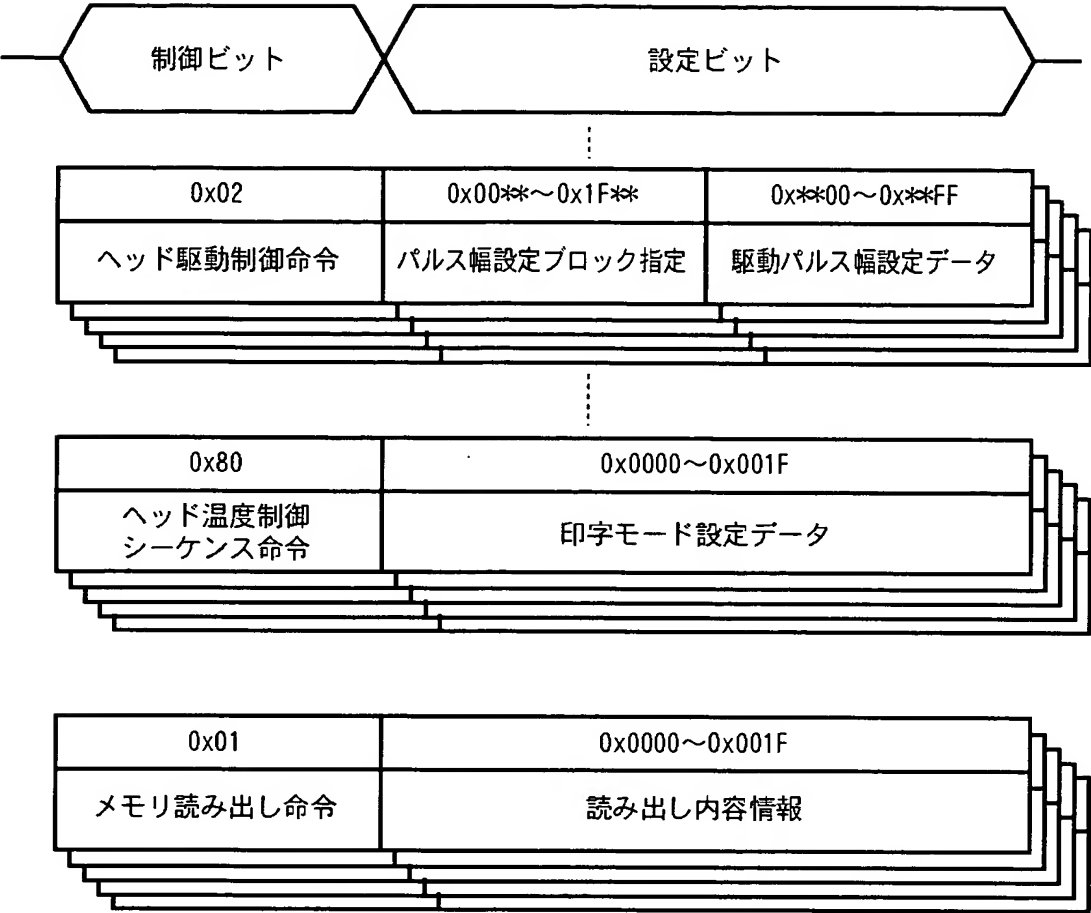 制御ビット
設定ビット
0x02
0x00**～0x1F**
0x**00～0x**FF
ヘッド駆動制御命令
パルス幅設定ブロック指定
駆動パルス幅設定データ
0x80
0x0000～0x001F
ヘッド温度制御
シーケンス命令
印字モード設定データ
0x01
0x0000～0x001F
メモリ読み出し命令
読み出し内容情報